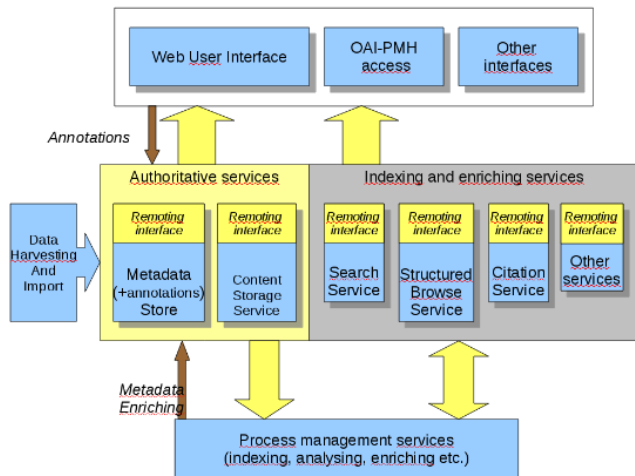 Web User Interface
OAI-PMH
access
Other
interfaces
Annotations
Authoritative services
Indexing and enriching services
Data
Harvesting
And
Import
Remoting
interface
Metadata
(+annotations)
Store
Remoting
interface
Content
Storage
Service
Remoting
interface
Search
Service
Remoting
interface
Structured
Browse
Service
Remoting
interface
Citation
Service
Remoting
interface
Other
services
Metadata
Enriching
Process management services
(indexing, analysing, enriching etc.)